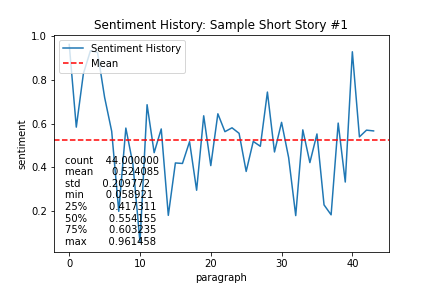 Sentiment History: Sample Short Story #1
Sentiment History
Mean
sentiment
1.0
0.8
0.6
0.4
0.2
count 44.000000
mean 0.524085
std 0.209772
min 0.058921
25% 0.417311
50% 0.554155
75% 0.603235
max 0.961458
0 10 20 30 40
paragraph